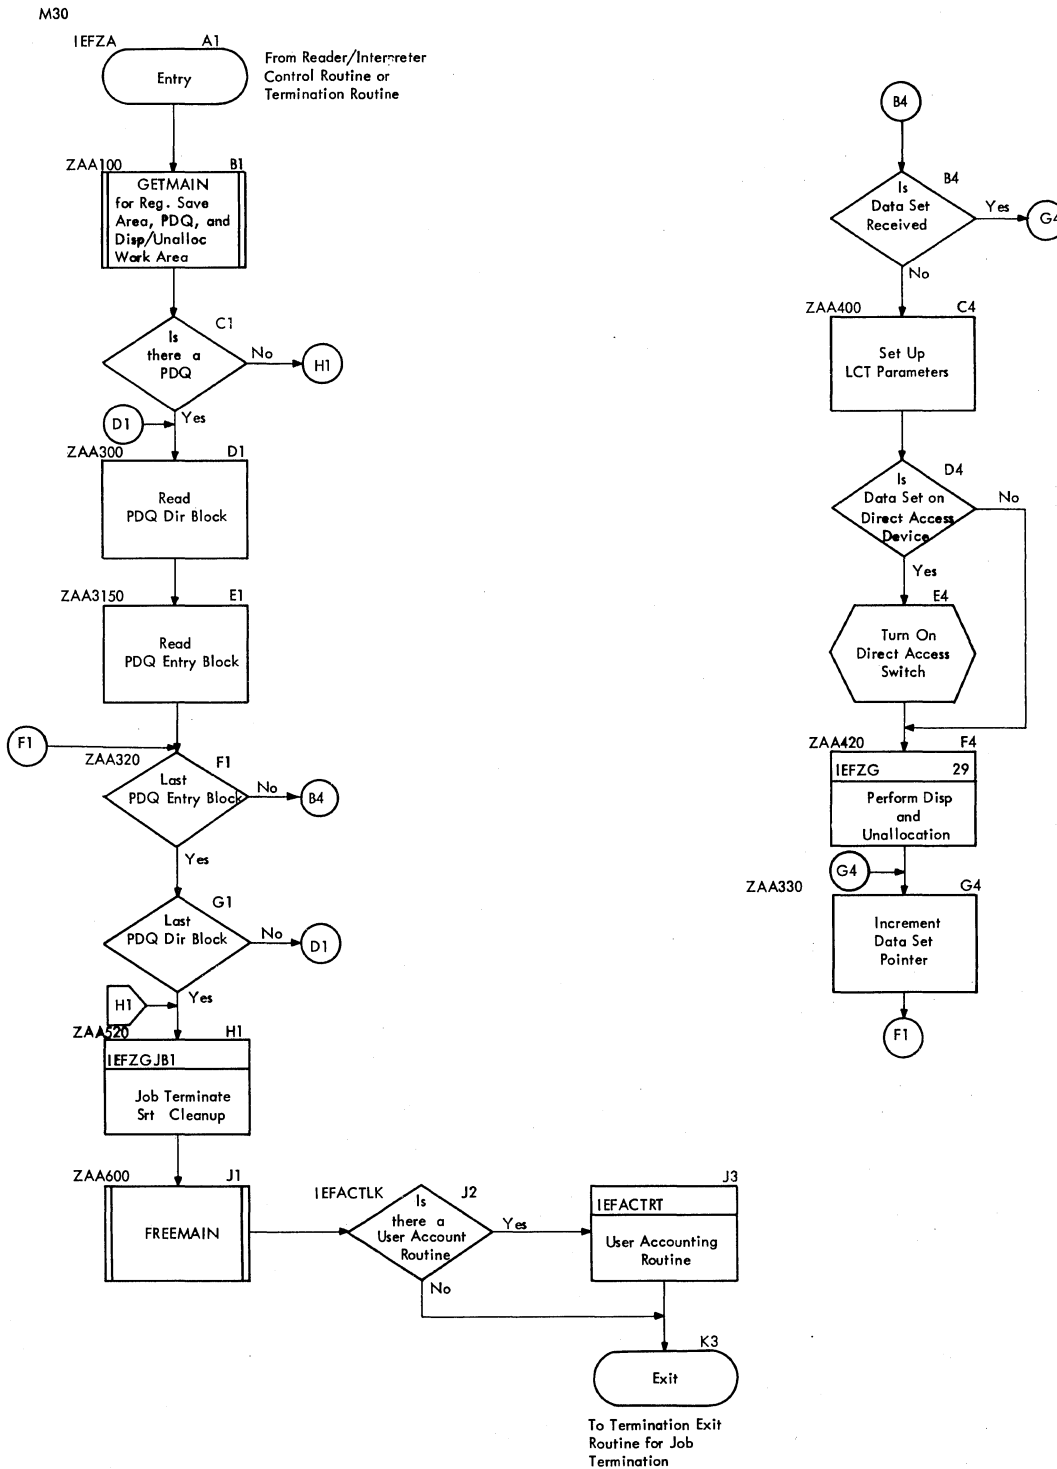 M30
IEFZA A1
Entry
From Reader/Interpreter
Control Routine or
Termination Routine
ZAA100 B1
GETMAIN
for Reg. Save
Area, PDQ, and
Disp/Unalloc
Work Area
C1
Is
there a
PDQ
No
H1
Yes
D1
ZAA300 D1
Read
PDQ Dir Block
ZAA3150 E1
Read
PDQ Entry Block
F1
ZAA320 F1
Last
PDQ Entry Block
No
B4
Yes
G1
Last
PDQ Dir Block
No
D1
Yes
H1
ZAA520 H1
IEFZGJB1
Job Terminate
Srt Cleanup
ZAA600 J1
FREEMAIN
IEFACTLK J2
Is
there a
User Account
Routine
Yes
No
J3
IEFACTRT
User Accounting
Routine
K3
Exit
To Termination Exit
Routine for Job
Termination
B4
B4
Is
Data Set
Received
Yes
G4
No
ZAA400 C4
Set Up
LCT Parameters
D4
Is
Data Set on
Direct Access
Device
No
Yes
E4
Turn On
Direct Access
Switch
ZAA420 F4
IEFZG 29
Perform Disp
and
Unallocation
G4
ZAA330 G4
Increment
Data Set
Pointer
F1